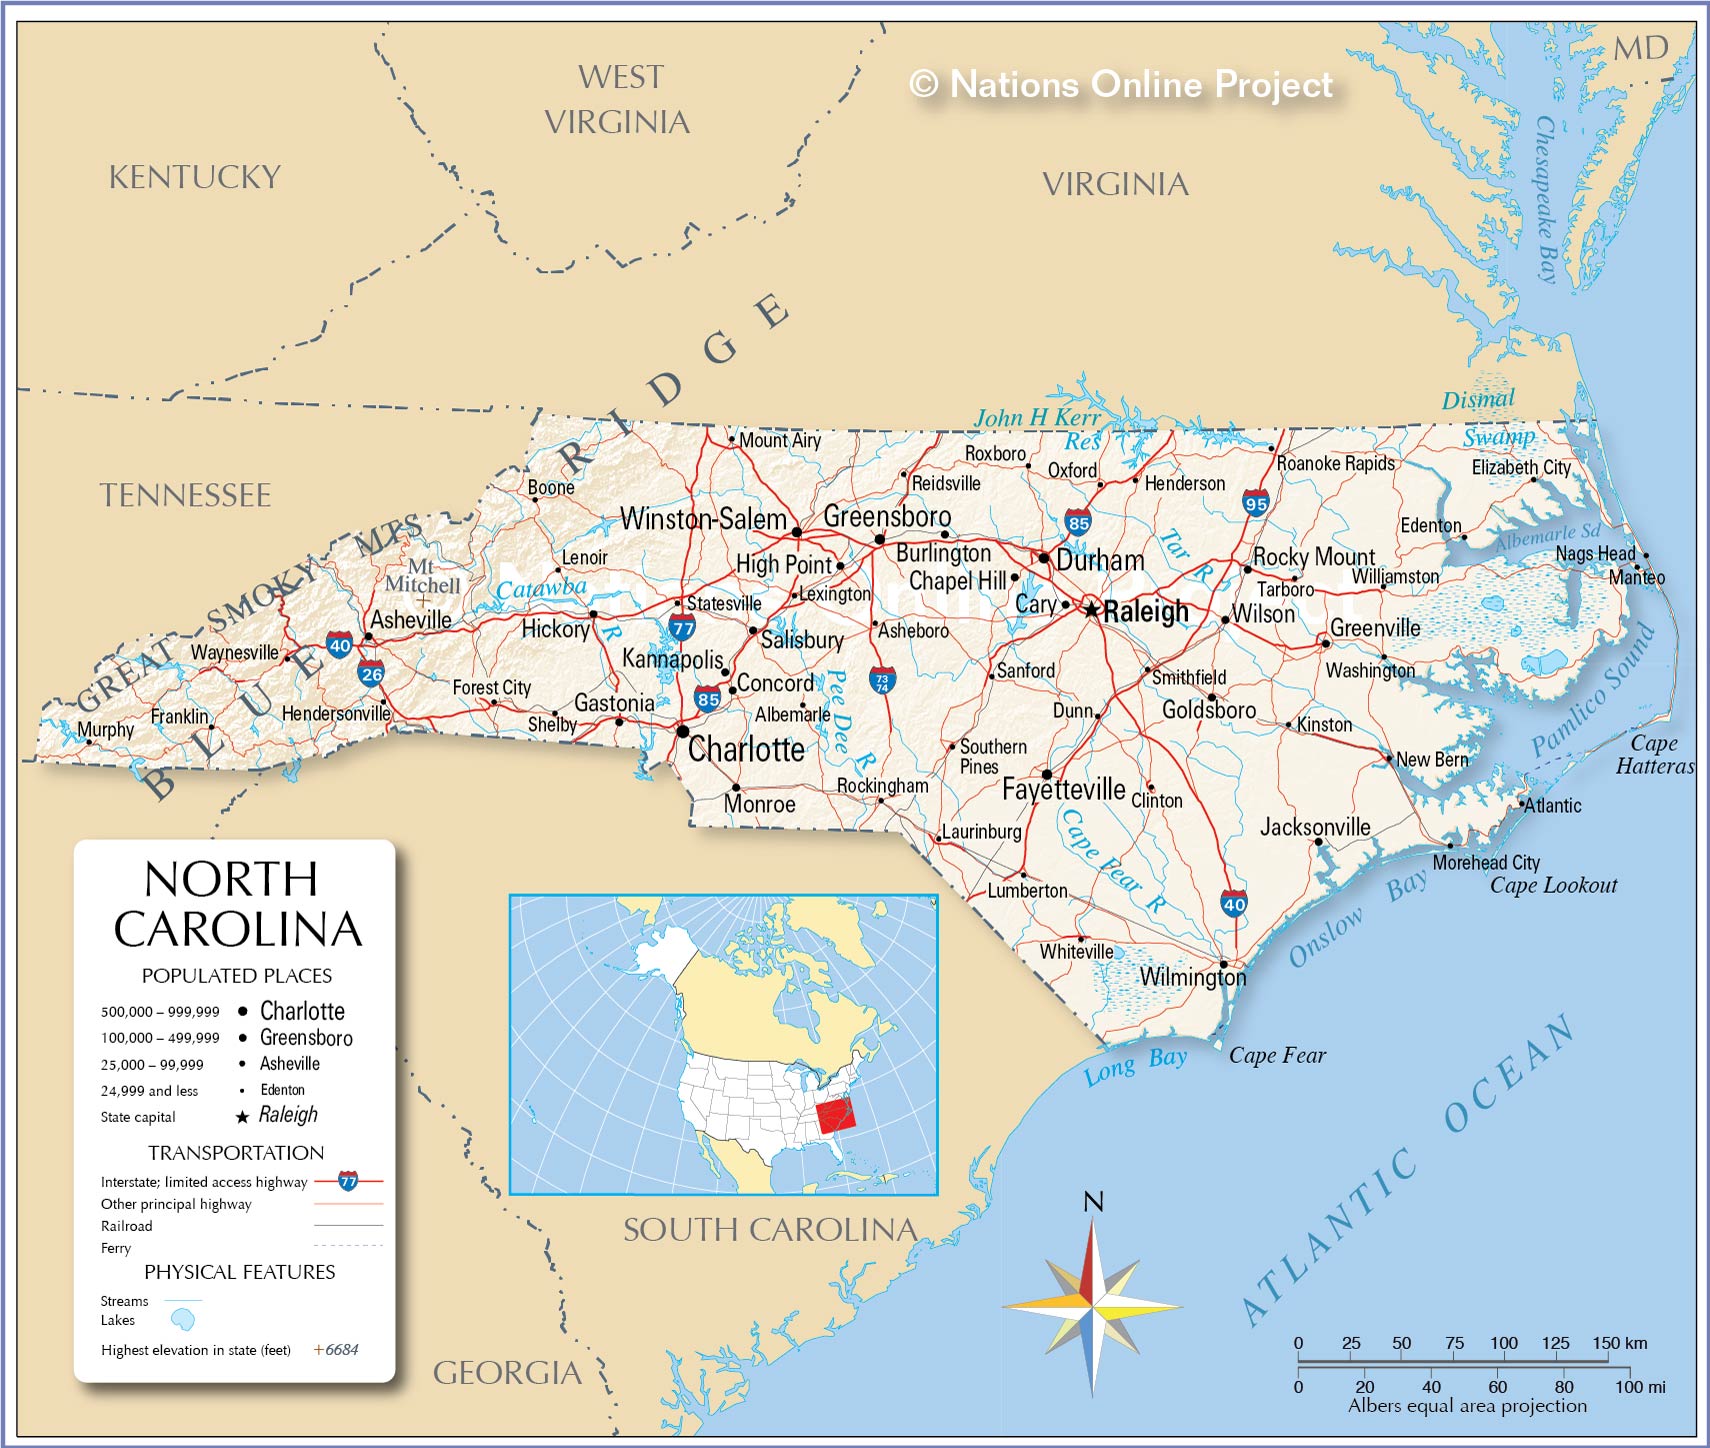 MD
WEST
VIRGINIA
© Nations Online Project
KENTUCKY
VIRGINIA
Chesapeake Bay
TENNESSEE
BLUE RIDGE
GREAT SMOKY MTS
John H Kerr
Res
Dismal
Swamp
Mount Airy
Roxboro
Oxford
Roanoke Rapids
Elizabeth City
Reidsville
Henderson
Boone
95
85
Winston-Salem
Greensboro
Edenton
Albemarle Sd
Burlington
Durham
Tar R
Nags Head
Lenoir
High Point
Rocky Mount
Mt
Mitchell
Chapel Hill
Williamston
Manteo
Catawba R
Lexington
Tarboro
Statesville
Cary
Raleigh
Wilson
Asheville
Hickory
77
Asheboro
Greenville
Salisbury
40
Waynesville
Kannapolis
26
Sanford
Smithfield
Washington
73
74
Pee Dee R
Pamlico Sound
Concord
85
Forest City
Gastonia
Franklin
Hendersonville
Albemarle
Dunn
Goldsboro
Shelby
Murphy
Kinston
Charlotte
Southern
Pines
Cape
Hatteras
New Bern
Rockingham
Fayetteville
Clinton
Monroe
Atlantic
Cape Fear R
Jacksonville
Laurinburg
Morehead City
Cape Lookout
Lumberton
40
Onslow Bay
Whiteville
Wilmington
Long Bay
Cape Fear
ATLANTIC OCEAN
NORTH
CAROLINA
POPULATED PLACES
500,000 – 999,999 Charlotte
100,000 – 499,999 Greensboro
25,000 – 99,999 Asheville
24,999 and less Edenton
State capital Raleigh
TRANSPORTATION
Interstate; limited access highway 77
Other principal highway
Railroad
Ferry
PHYSICAL FEATURES
Streams
Lakes
Highest elevation in state (feet) +6684
SOUTH CAROLINA
GEORGIA
N
0 25 50 75 100 125 150 km
0 20 40 60 80 100 mi
Albers equal area projection